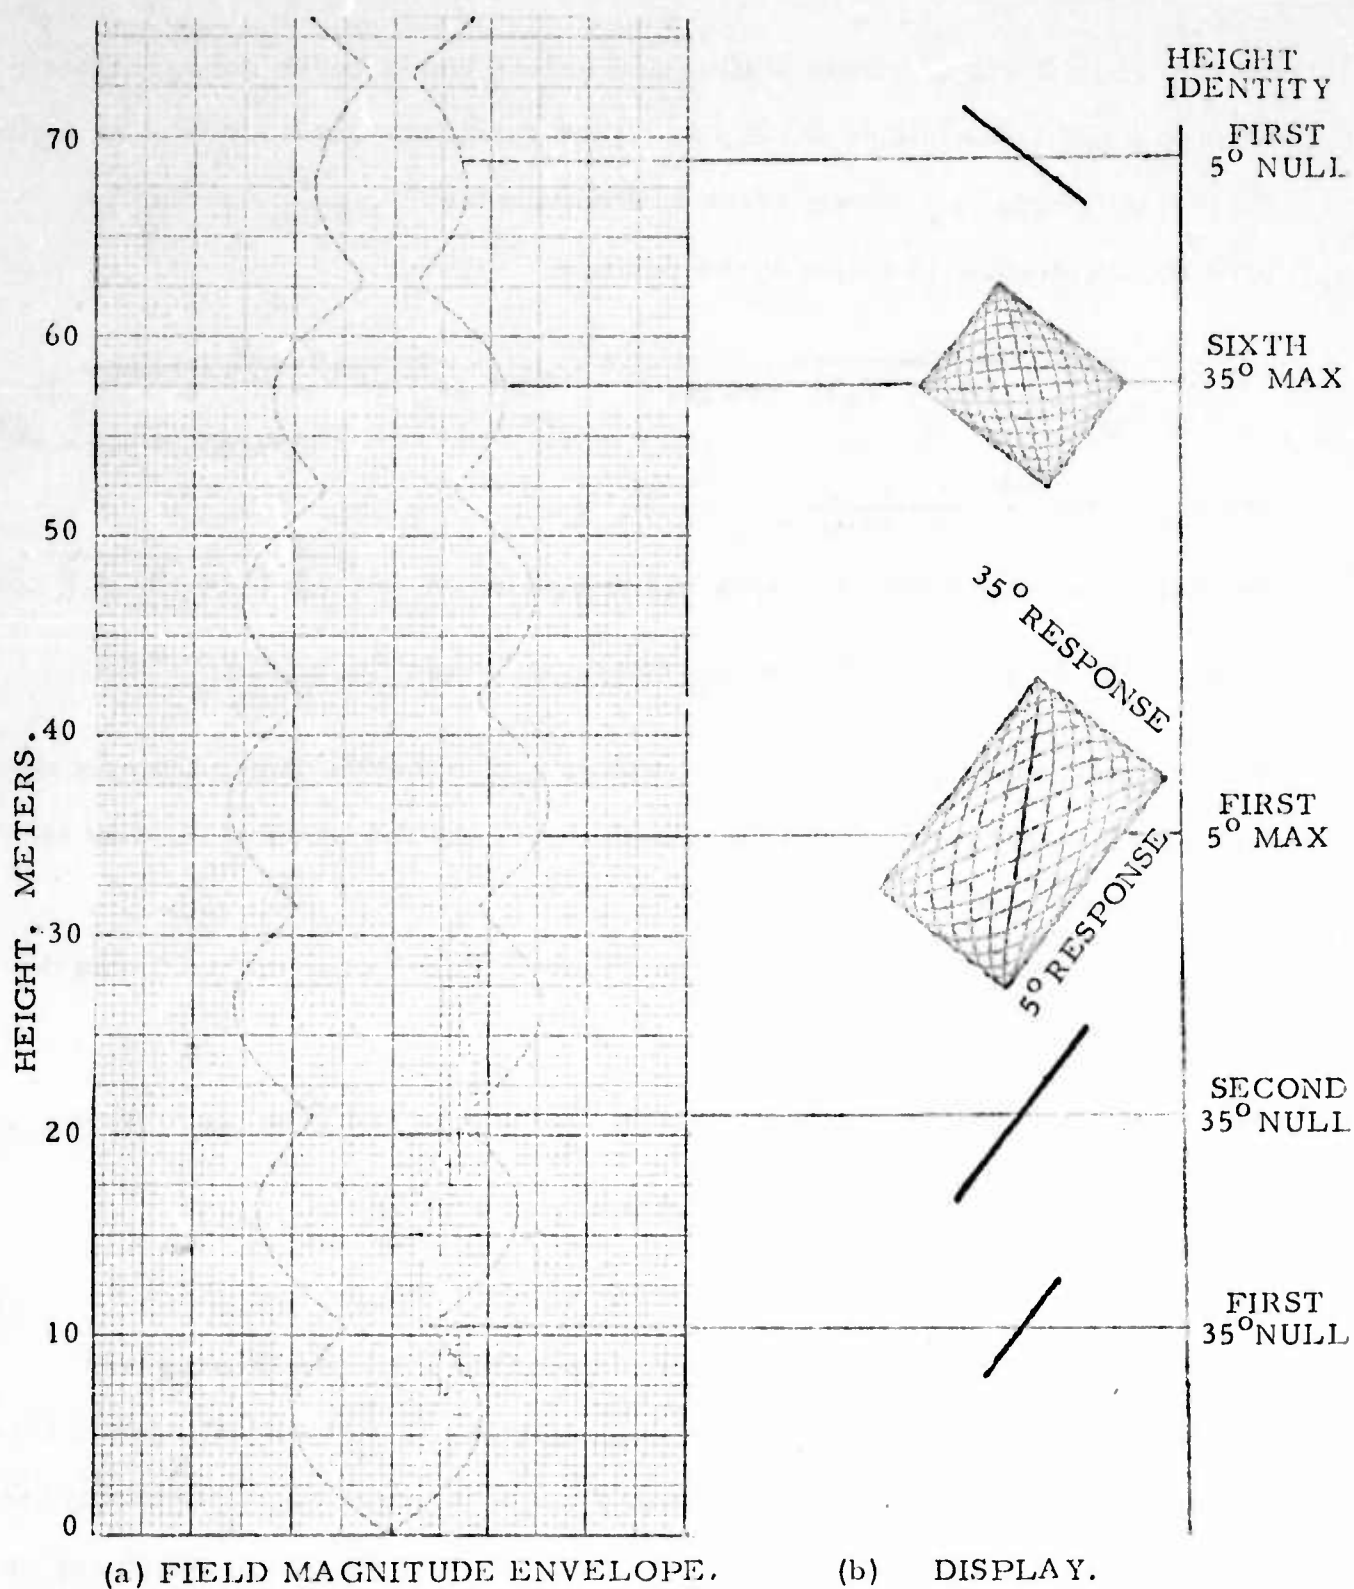 HEIGHT
IDENTITY
FIRST
5° NULL
SIXTH
35° MAX
35° RESPONSE
FIRST
5° MAX
5° RESPONSE
SECOND
35° NULL
FIRST
35° NULL
70
60
50
40
30
20
10
0
HEIGHT, METERS.
(a) FIELD MAGNITUDE ENVELOPE.
(b) DISPLAY.